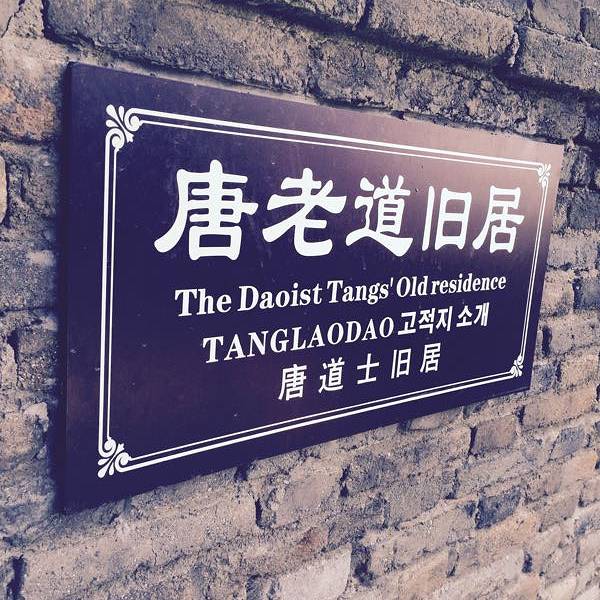 唐老道旧居
The Daoist Tangs' Old residence
TANGLAODAO 고적지 소개
唐道士旧居